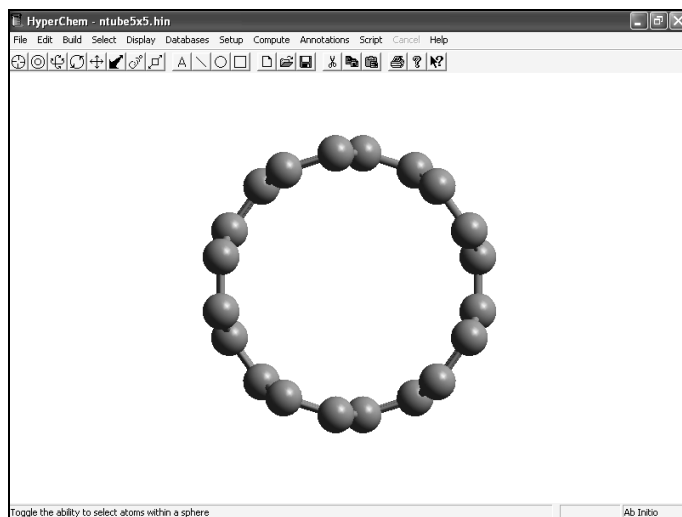 HyperChem - ntube5x5.hin
File Edit Build Select Display Databases Setup Compute Annotations Script Cancel Help
A
Toggle the ability to select atoms within a sphere
Ab Initio